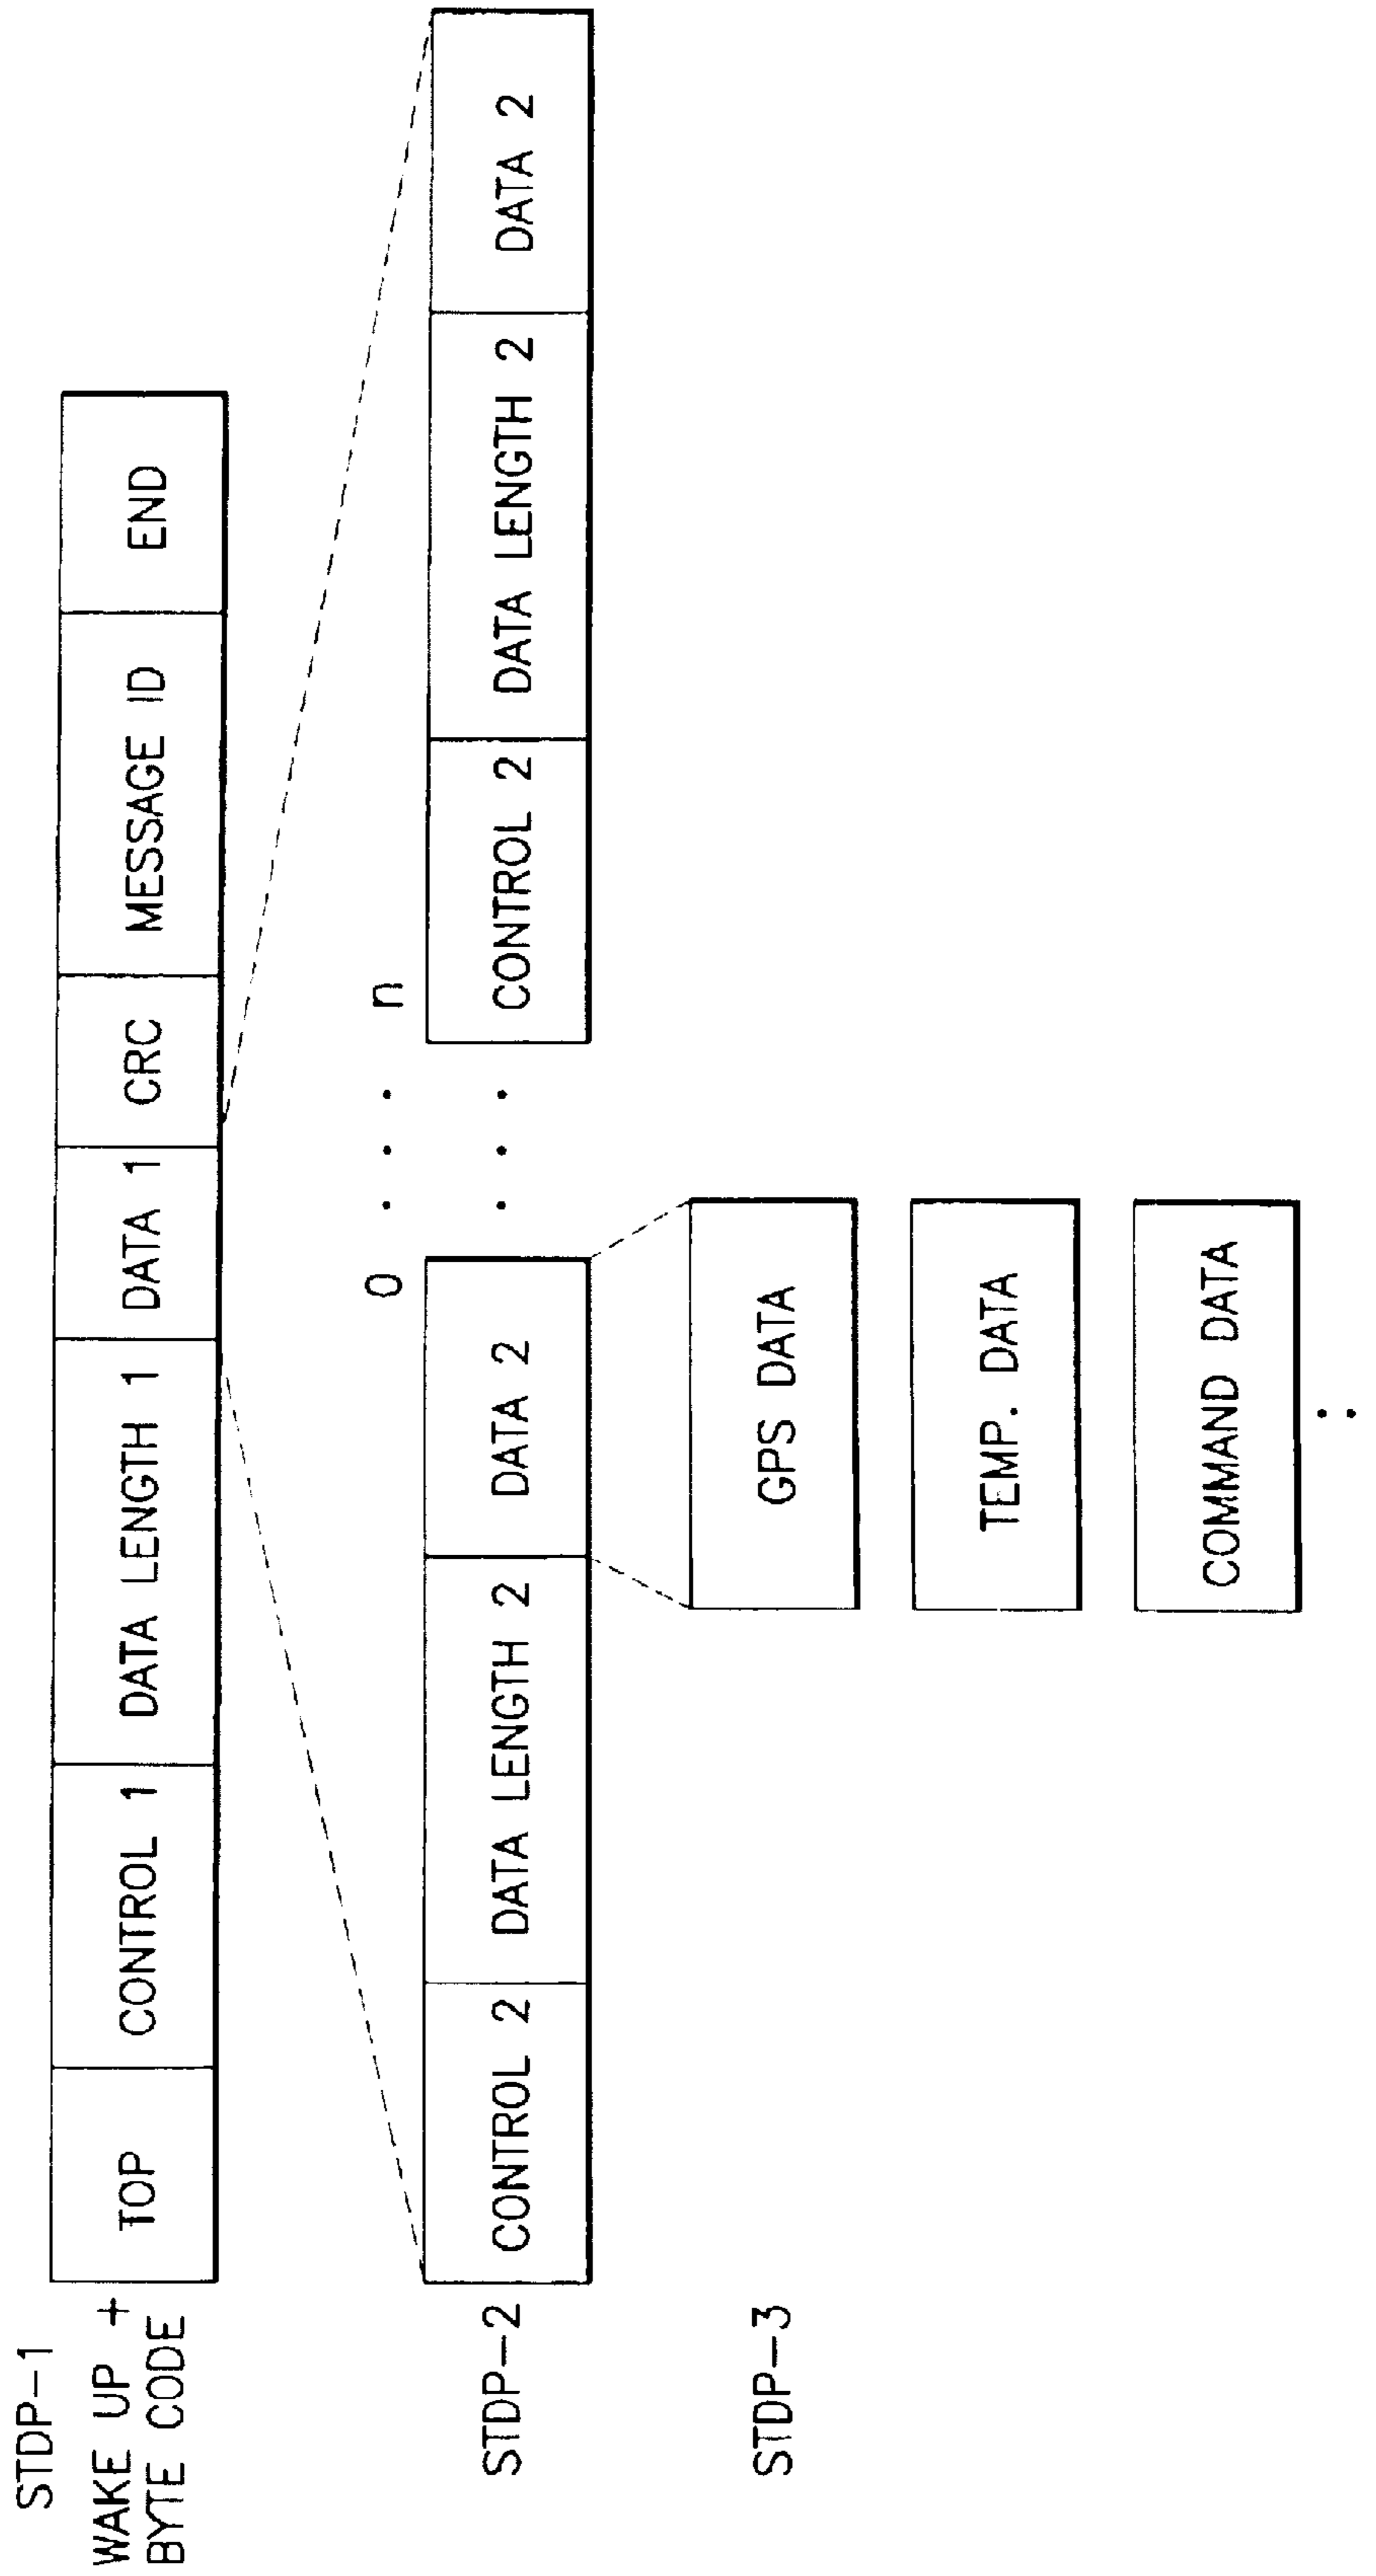 STDP-1
WAKE UP +
BYTE CODE
TOP
CONTROL 1
DATA LENGTH 1
DATA 1
CRC
MESSAGE ID
END
0 . . . n
STDP-2
CONTROL 2
DATA LENGTH 2
DATA 2
. . .
CONTROL 2
DATA LENGTH 2
DATA 2
STDP-3
GPS DATA
TEMP. DATA
COMMAND DATA